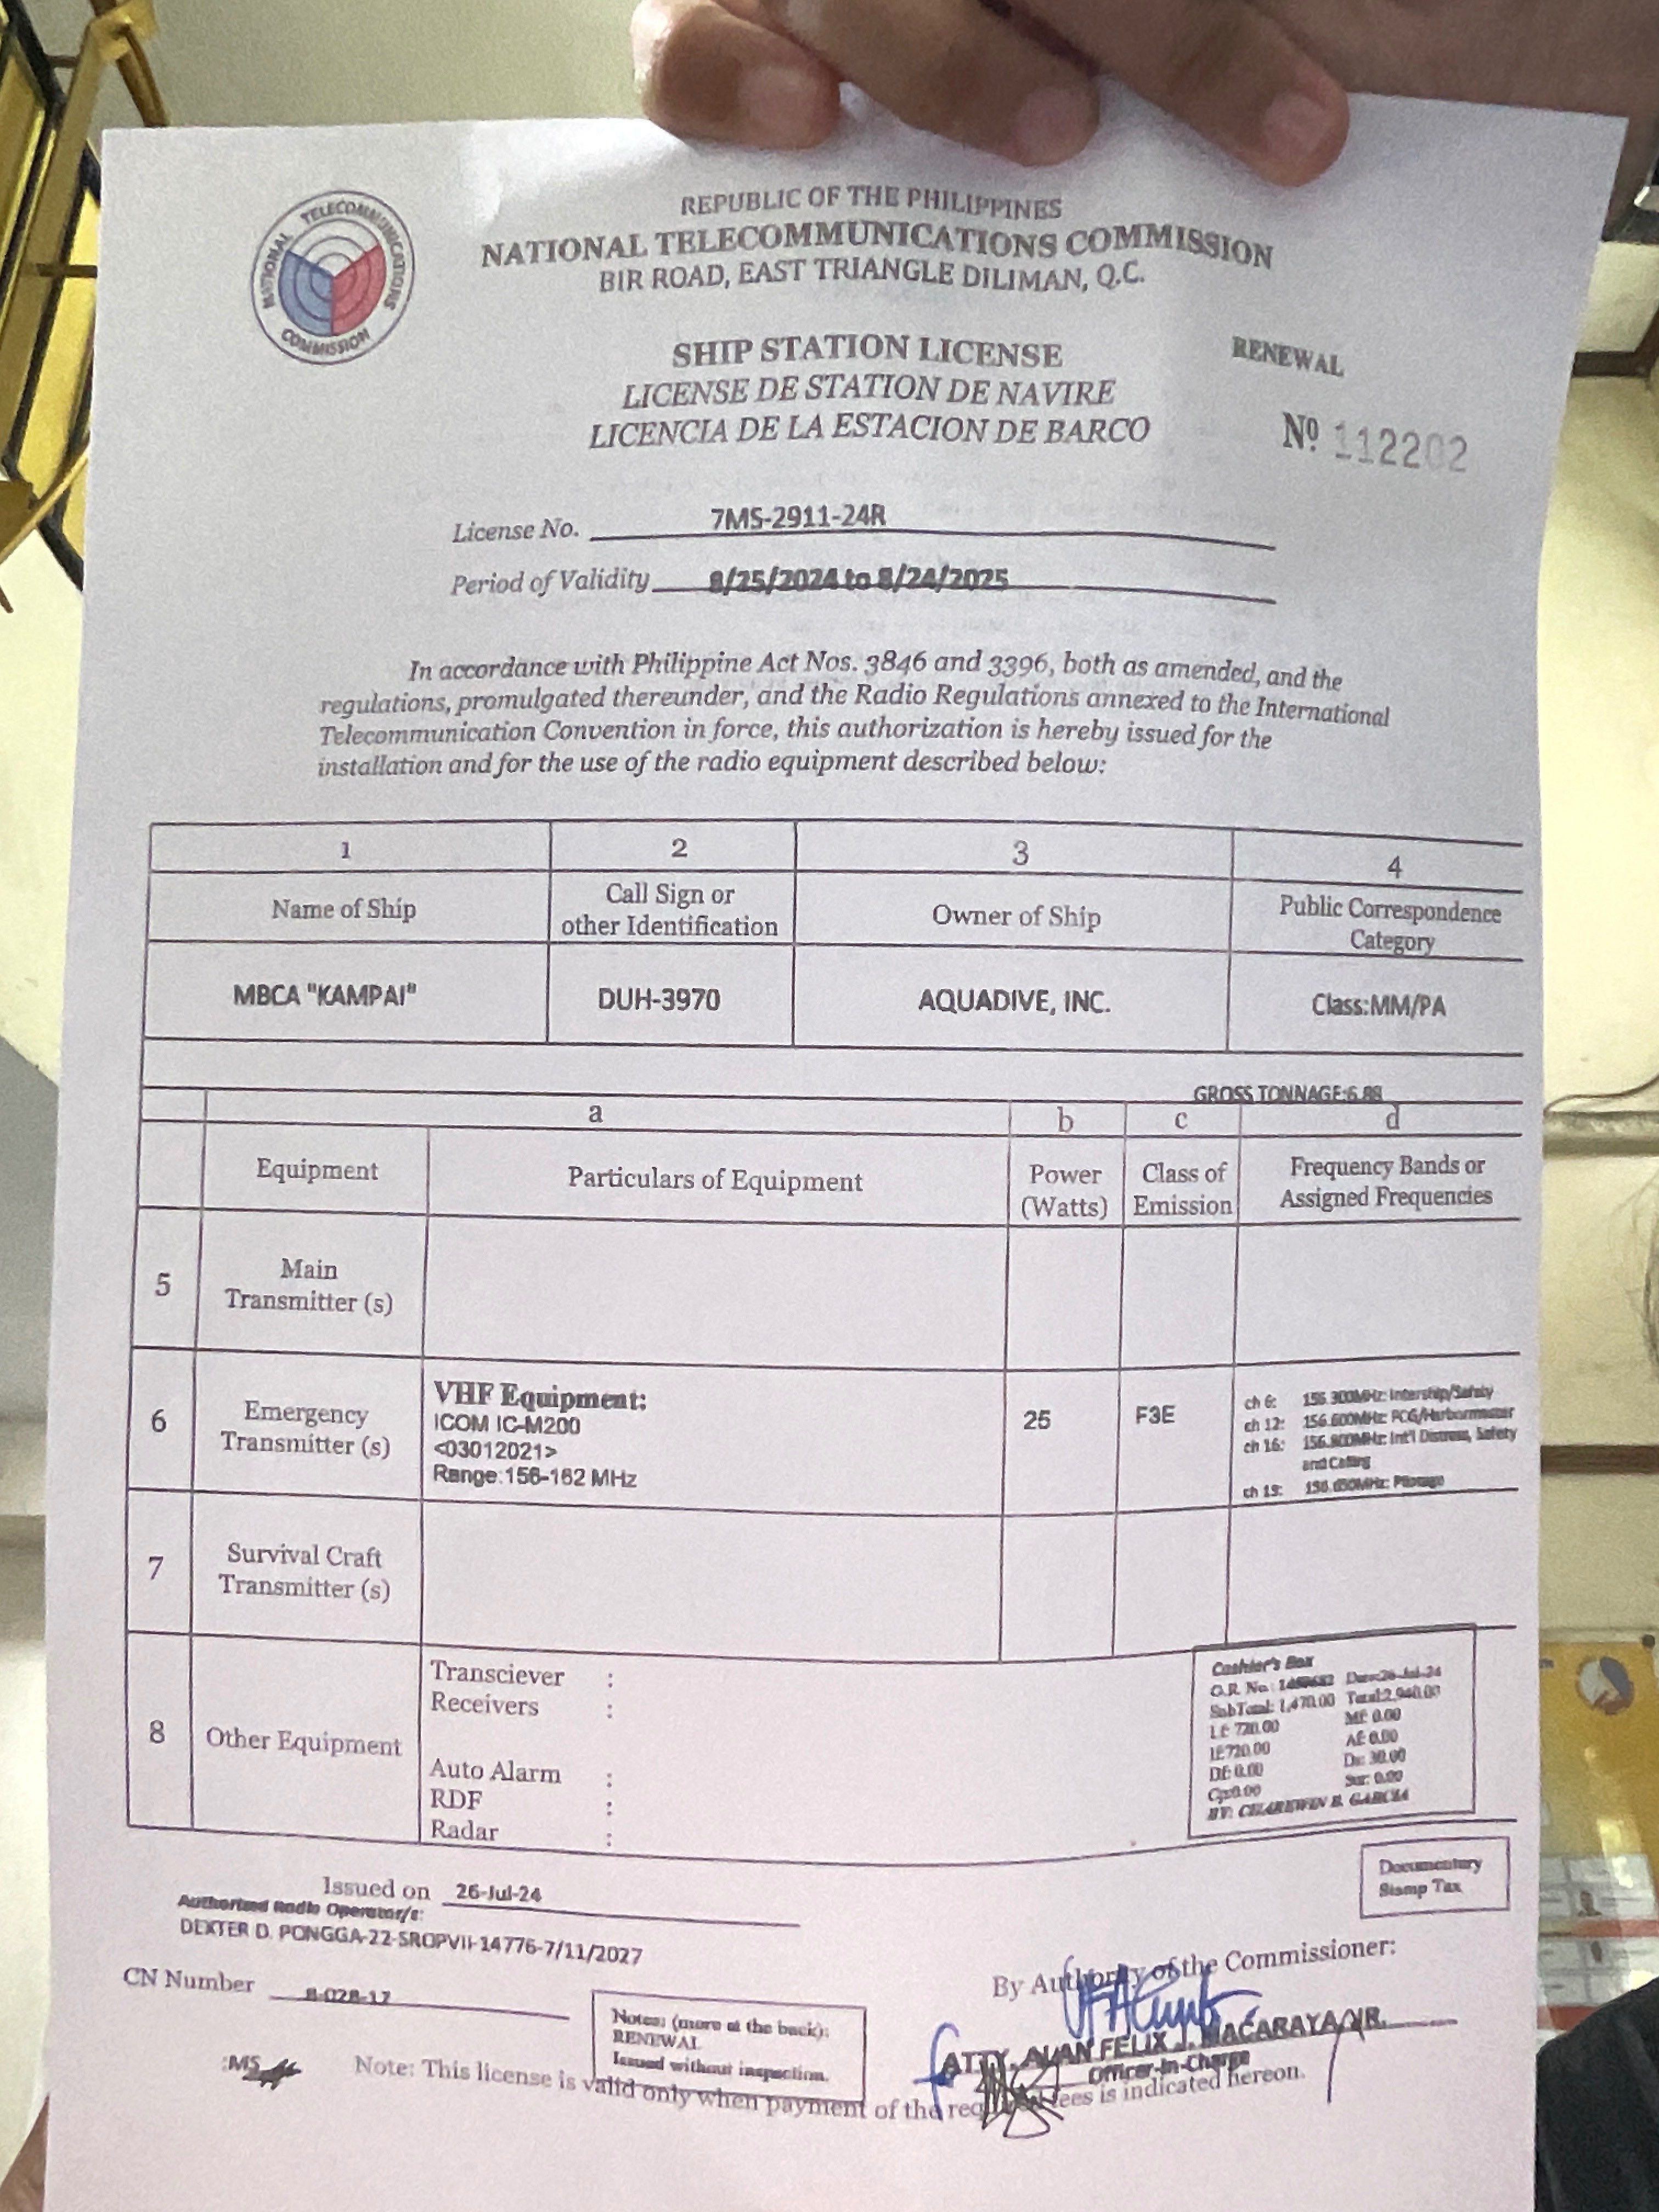 NATIONAL TELECOMMUNICATIONS COMMISSION
REPUBLIC OF THE PHILIPPINES
NATIONAL TELECOMMUNICATIONS COMMISSION
BIR ROAD, EAST TRIANGLE DILIMAN, Q.C.
SHIP STATION LICENSE
LICENSE DE STATION DE NAVIRE
LICENCIA DE LA ESTACION DE BARCO
RENEWAL
Nº 112202
License No. 7MS-2911-24R
Period of Validity 8/25/2024 to 8/24/2025
In accordance with Philippine Act Nos. 3846 and 3396, both as amended, and the
regulations, promulgated thereunder, and the Radio Regulations annexed to the International
Telecommunication Convention in force, this authorization is hereby issued for the
installation and for the use of the radio equipment described below:
1 2 3 4
Name of Ship
Call Sign or
other Identification
Owner of Ship
Public Correspondence
Category
MBCA "KAMPAI" DUH-3970 AQUADIVE, INC. Class:MM/PA
GROSS TONNAGE:6.88
a b c d
Equipment
Particulars of Equipment
Power
(Watts)
Class of
Emission
Frequency Bands or
Assigned Frequencies
5
Main
Transmitter (s)
6
Emergency
Transmitter (s)
VHF Equipment:
ICOM IC-M200
<03012021>
Range:156-162 MHz
25
F3E
ch 6: 156.300MHz: Intership/Safety
ch 12: 156.600MHz: PCG/Harbormaster
ch 16: 156.800MHz: Int'l Distress, Safety
and Calling
ch 13: 156.650MHz: Pilotage
7
Survival Craft
Transmitter (s)
8
Other Equipment
Transciever :
Receivers :
Auto Alarm :
RDF :
Radar :
Cashier's Box
O.R. No.: Date:26-Jul-24
SubTotal: 1,470.00 Total:2,940.00
LF: 720.00 MF: 0.00
IF:720.00 AF: 0.00
DF: 0.00 Ds: 30.00
Cp:0.00 Sur: 0.00
BY: CHAREWIN B. GARCIA
Documentary
Stamp Tax
Issued on 26-Jul-24
Authorized Radio Operator/s:
DEXTER D. PONGGA-22-SROPVII-14776-7/11/2027
CN Number 8-028-17
Notes: (more at the back):
RENEWAL
Issued without inspection.
By Authority of the Commissioner:
ATTY. ALAN FELIX J. MACARAYA, JR.
Officer-In-Charge
:MS
Note: This license is valid only when payment of the required fees is indicated hereon.